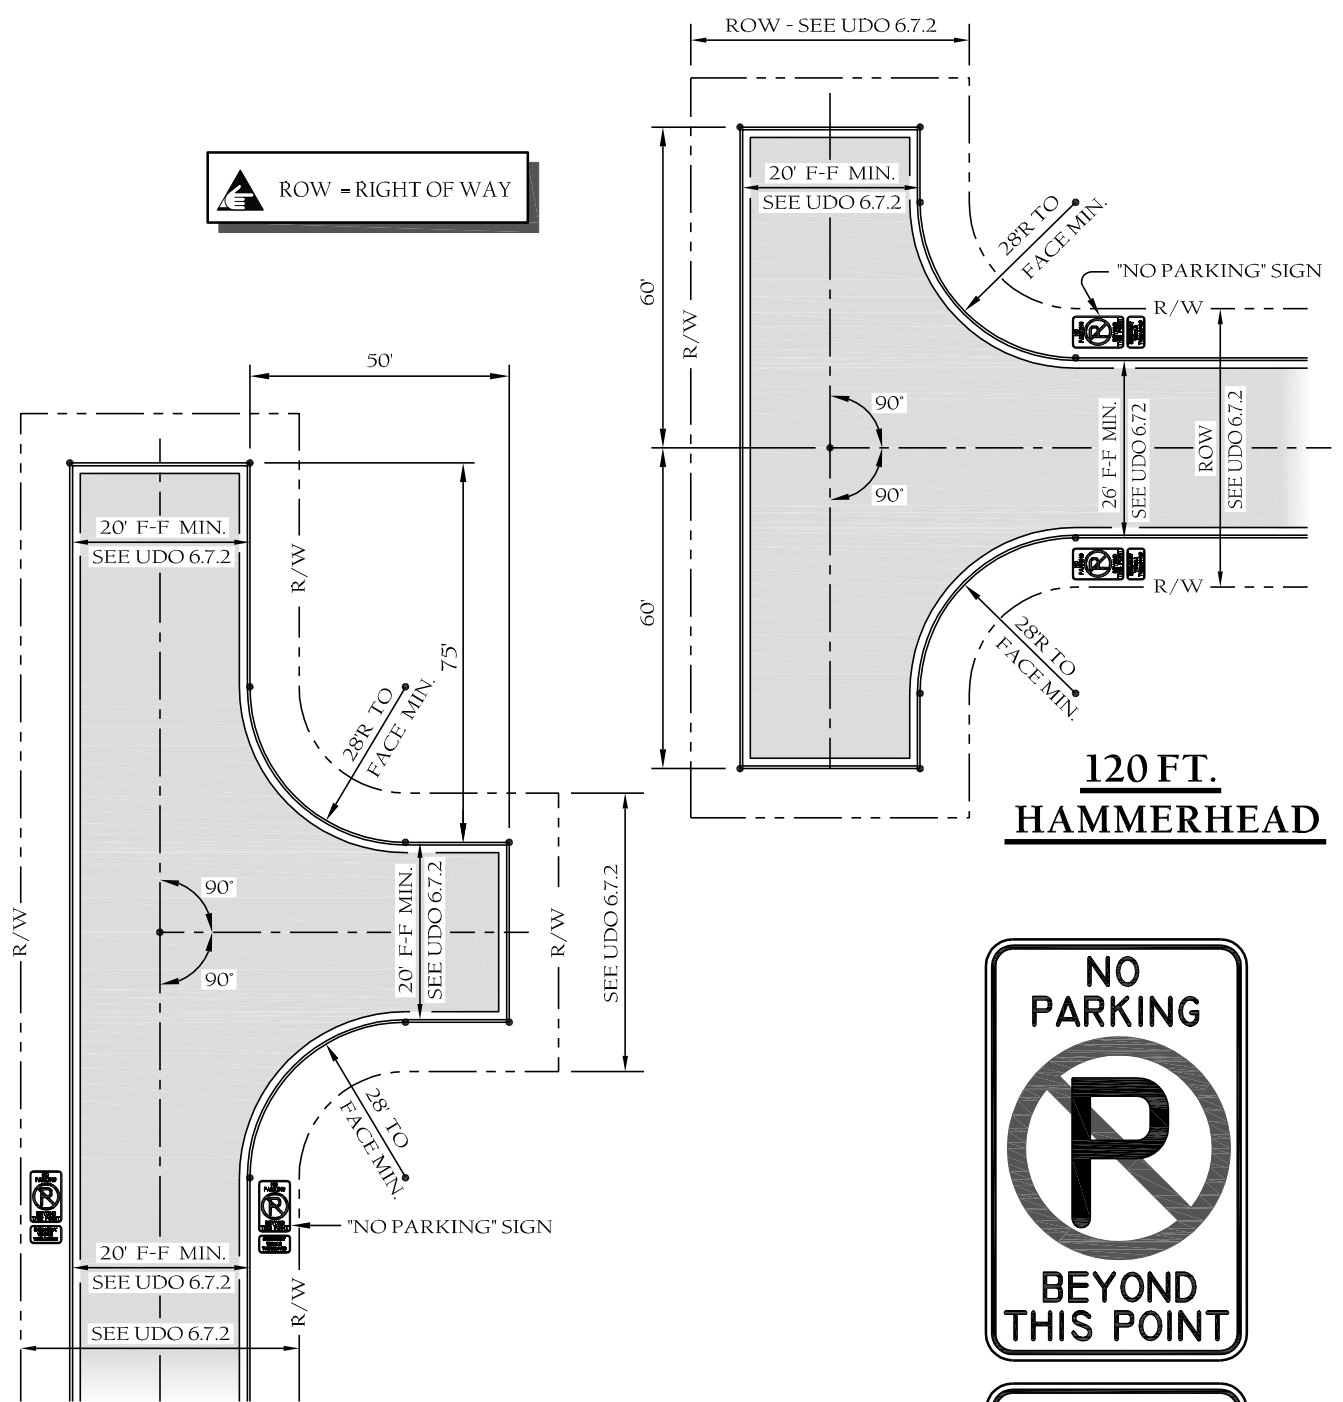 ROW - SEE UDO 6.7.2
ROW = RIGHT OF WAY
20' F-F MIN.
SEE UDO 6.7.2
28'R TO
FACE MIN.
"NO PARKING" SIGN
R/W
60'
R/W
90°
90°
26' F-F MIN.
SEE UDO 6.72
ROW
SEE UDO 6.7.2
R/W
60'
28'R TO
FACE MIN.
120 FT.
HAMMERHEAD
50'
20' F-F MIN.
SEE UDO 6.7.2
R/W
75'
28'R TO
FACE MIN.
R/W
90°
90°
20' F-F MIN.
SEE UDO 6.7.2
R/W
SEE UDO 6.7.2
28' TO
FACE MIN.
"NO PARKING" SIGN
20' F-F MIN.
SEE UDO 6.7.2
R/W
SEE UDO 6.7.2
NO
PARKING
P
BEYOND
THIS POINT